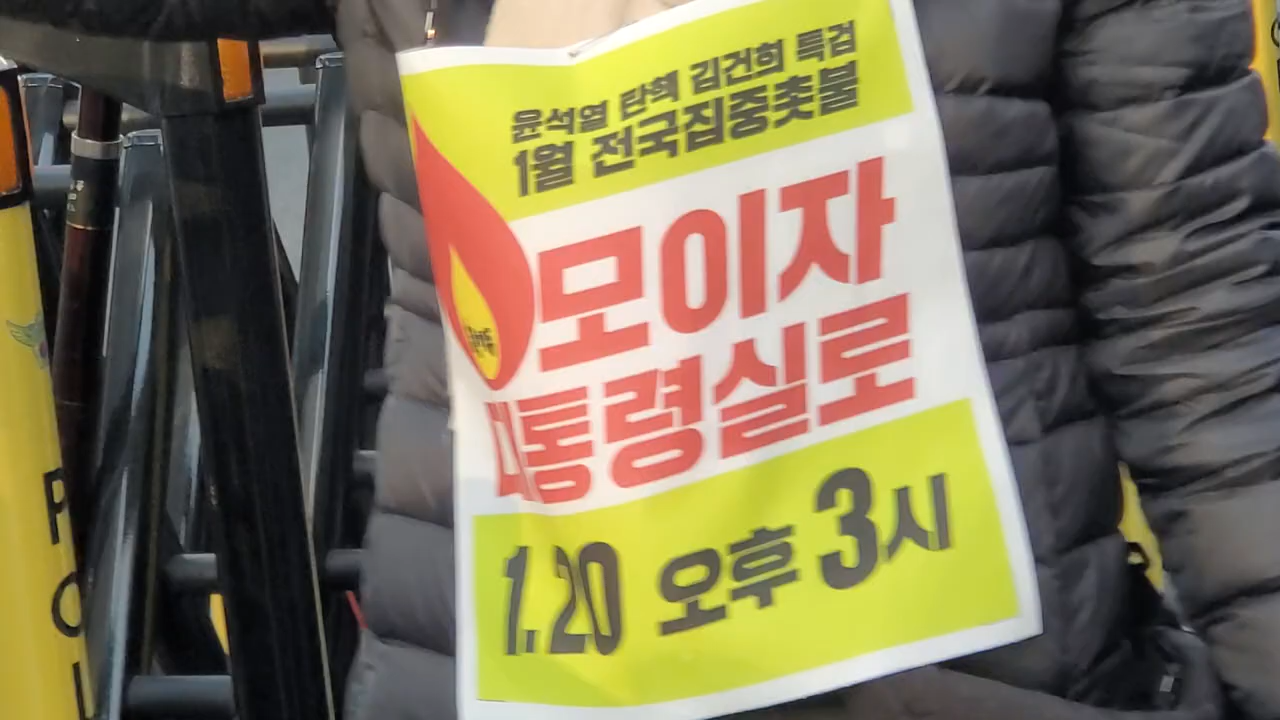 윤석열 탄핵 김건희 특검
1월 전국집중촛불
모이자
대통령실로
1.20 오후 3시
POL